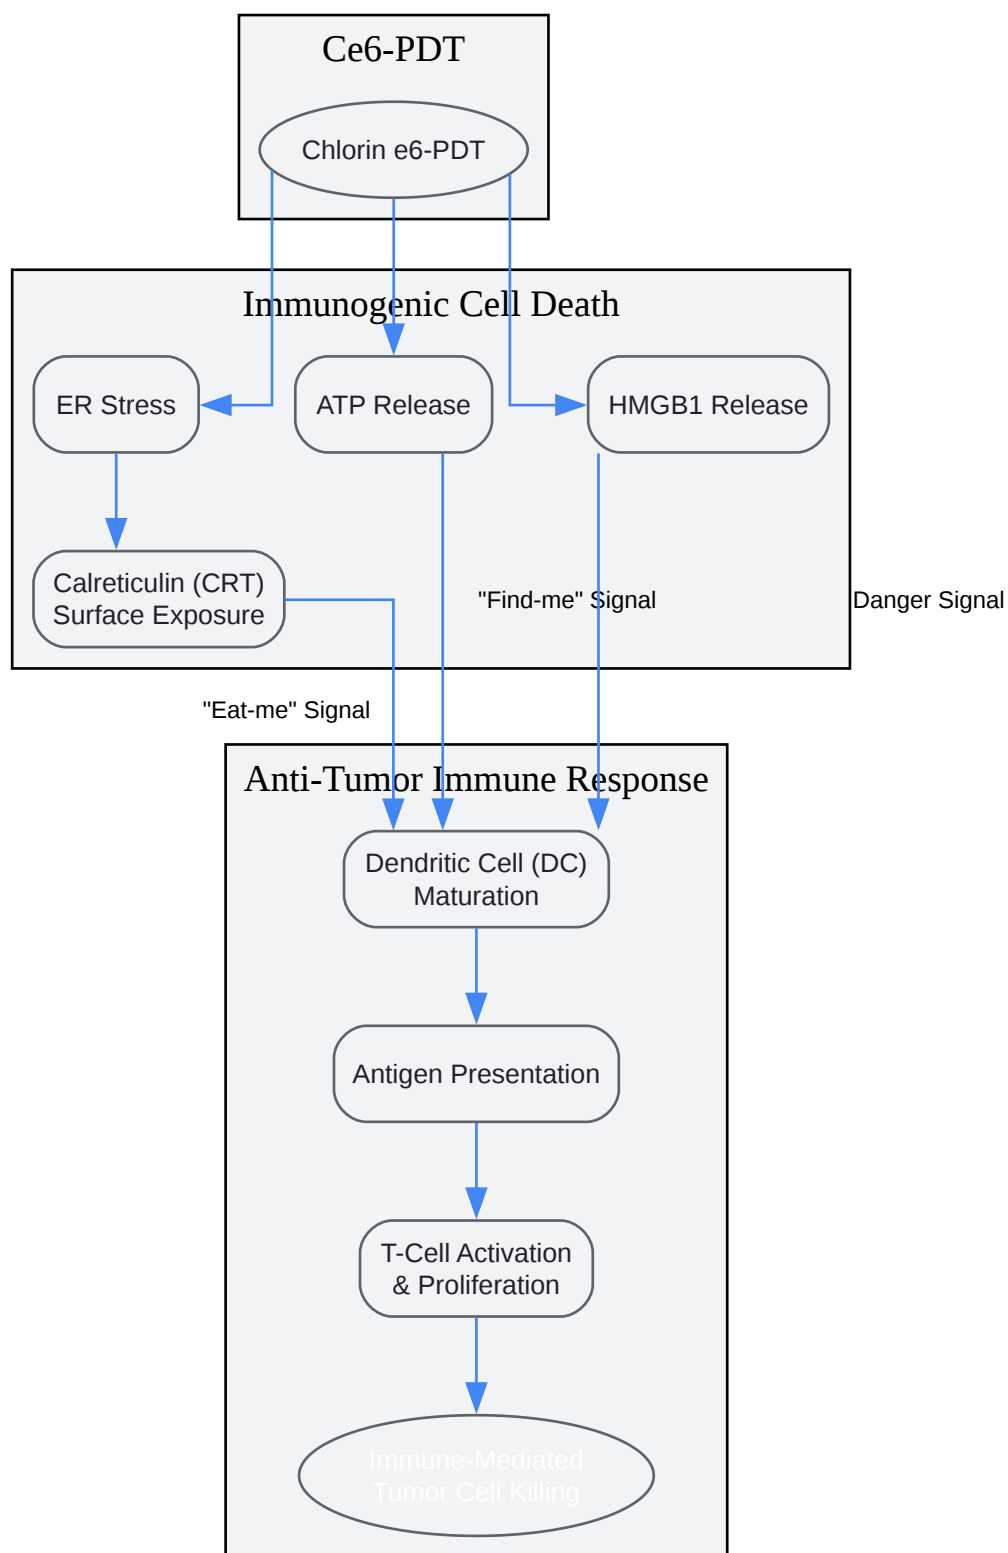 Ce6-PDT
Chlorin e6-PDT
Immunogenic Cell Death
ER Stress
ATP Release
HMGB1 Release
Calreticulin (CRT)
Surface Exposure
"Find-me" Signal
Danger Signal
"Eat-me" Signal
Anti-Tumor Immune Response
Dendritic Cell (DC)
Maturation
Antigen Presentation
T-Cell Activation
& Proliferation
Immune-Mediated
Tumor Cell Killing